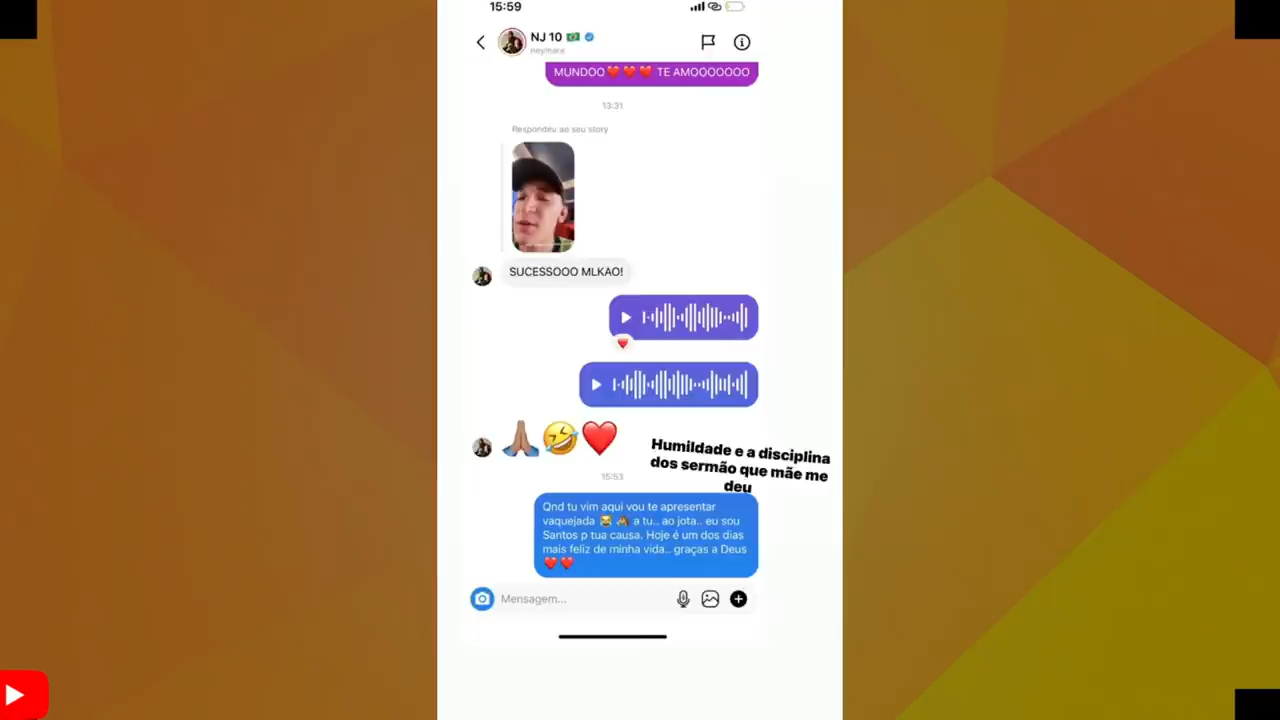 15:59
NJ 10
neymarjr
MUNDOO❤️❤️❤️ TE AMOOOOOOO
13:31
Respondeu ao seu story
SUCESSOOO MLKAO!
🙏🏽🤣❤️
Humildade e a disciplina
dos sermão que mãe me
deu
15:53
Qnd tu vim aqui vou te apresentar
vaquejada 😂 🙈 a tu.. ao jota.. eu sou
Santos p tua causa. Hoje é um dos dias
mais feliz de minha vida.. graças a Deus
❤️❤️
Mensagem...